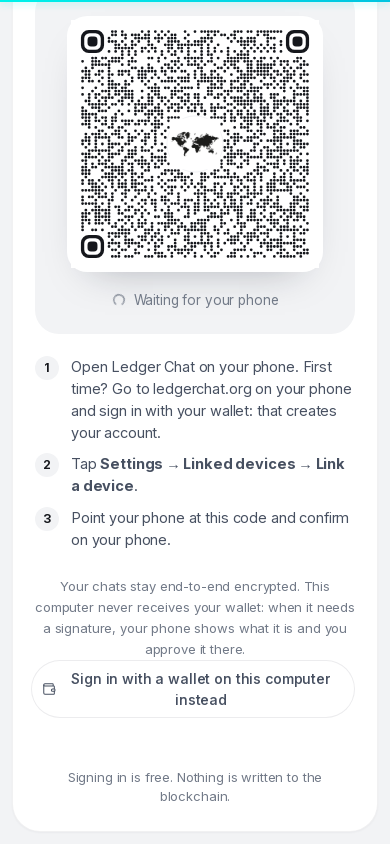 Waiting for your phone
1 Open Ledger Chat on your phone. First
time? Go to ledgerchat.org on your phone
and sign in with your wallet: that creates
your account.
2 Tap Settings → Linked devices → Link
a device.
3 Point your phone at this code and confirm
on your phone.
Your chats stay end-to-end encrypted. This
computer never receives your wallet: when it needs
a signature, your phone shows what it is and you
approve it there.
Sign in with a wallet on this computer
instead
Signing in is free. Nothing is written to the
blockchain.